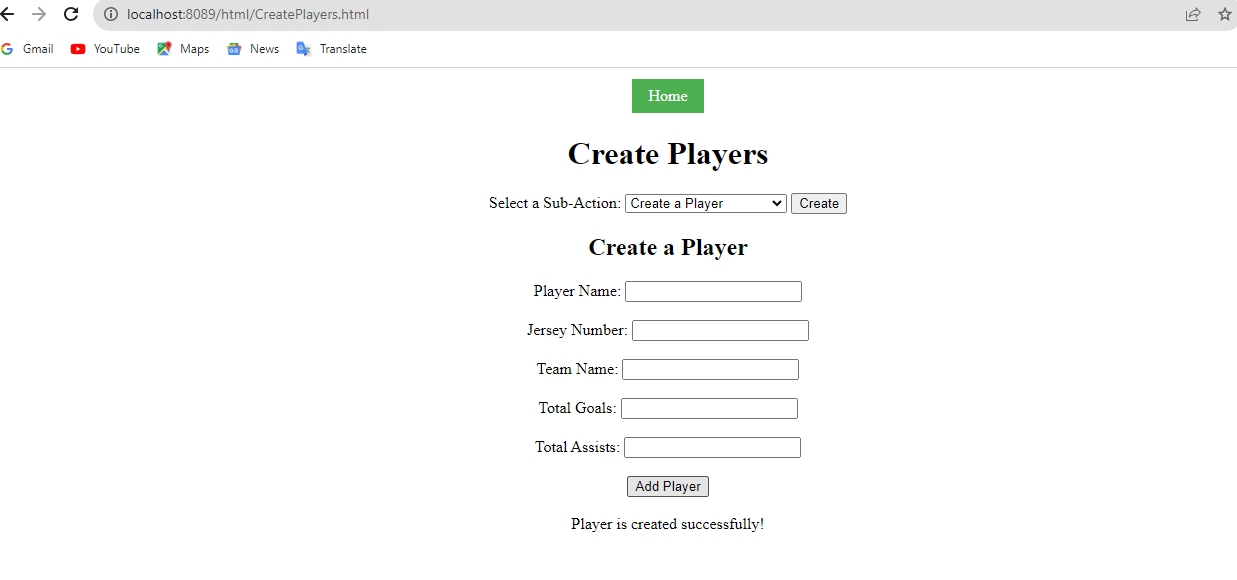 localhost:8089/html/CreatePlayers.html
Gmail YouTube Maps News Translate
Home
Create Players
Select a Sub-Action: Create a Player Create
Create a Player
Player Name:
Jersey Number:
Team Name:
Total Goals:
Total Assists:
Add Player
Player is created successfully!